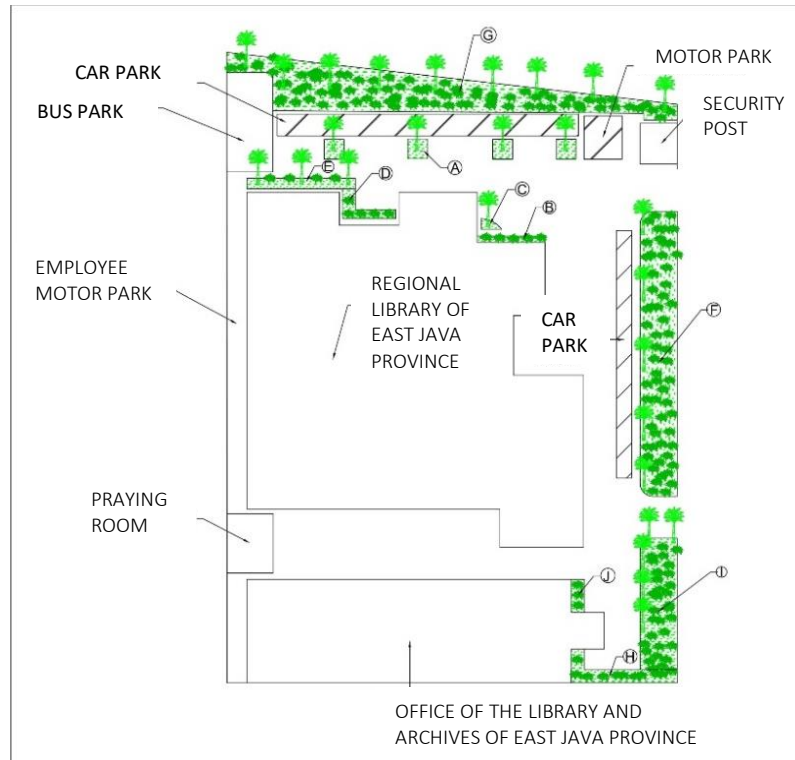 G
MOTOR PARK
CAR PARK
SECURITY
POST
BUS PARK
A
E
D
C
B
EMPLOYEE
MOTOR PARK
REGIONAL
LIBRARY OF
EAST JAVA
PROVINCE
CAR
PARK
F
PRAYING
ROOM
J
I
H
OFFICE OF THE LIBRARY AND
ARCHIVES OF EAST JAVA PROVINCE